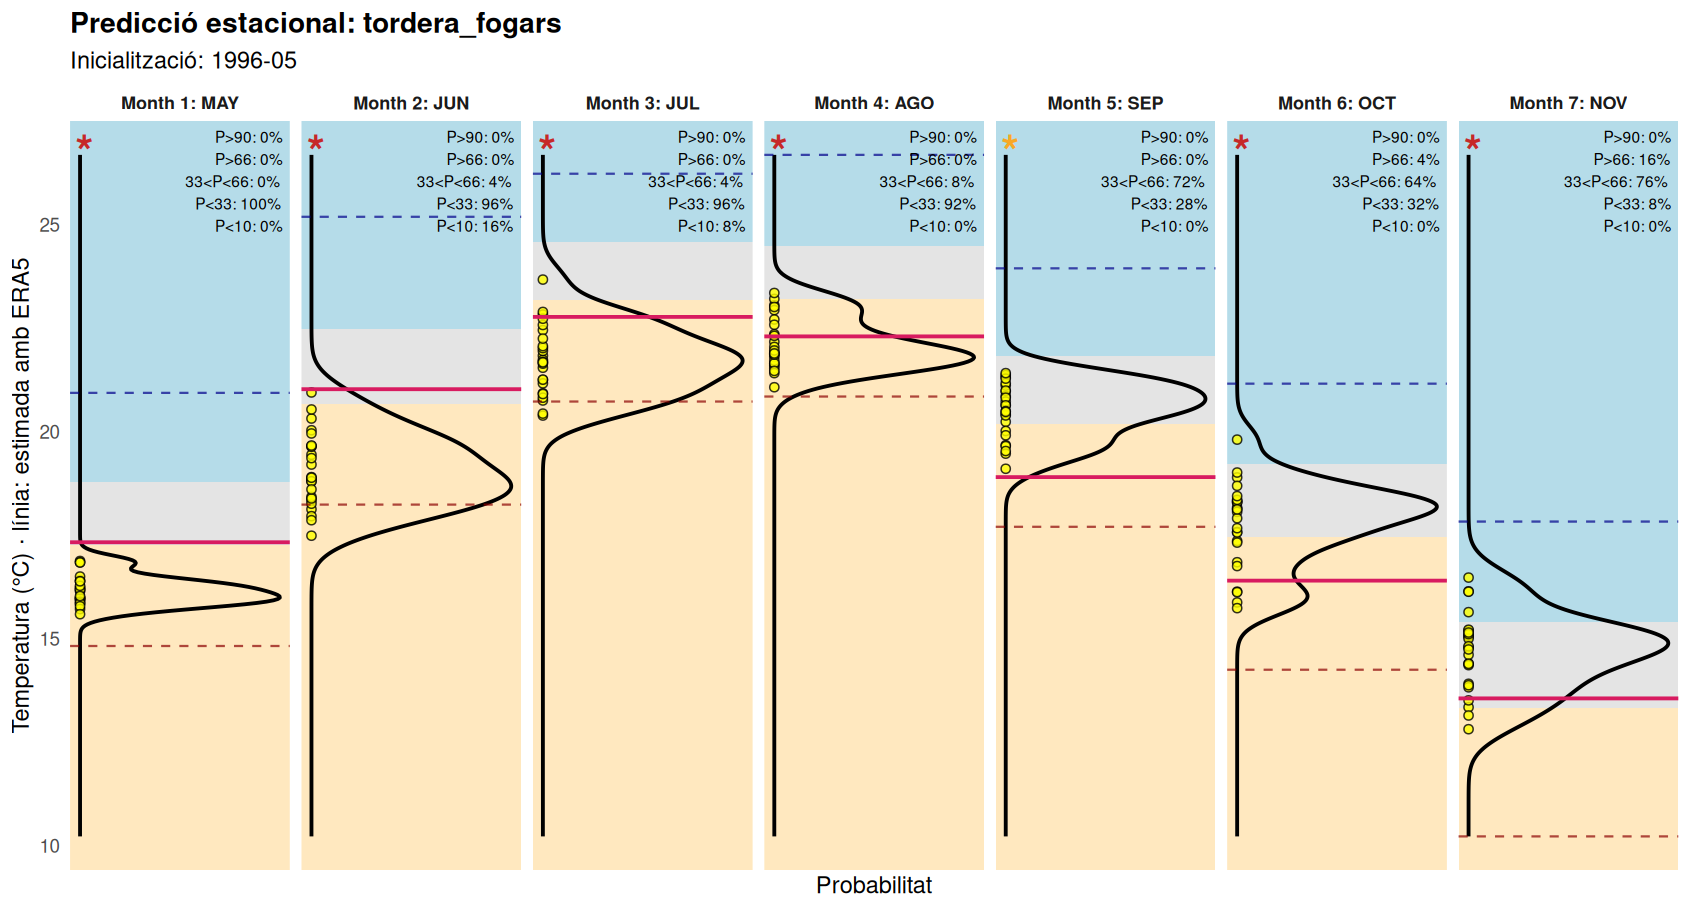 Predicció estacional: tordera_fogars
Inicialització: 1996-05
Month 1: MAY
Month 2: JUN
Month 3: JUL
Month 4: AGO
Month 5: SEP
Month 6: OCT
Month 7: NOV
P>90: 0%
P>66: 0%
33<P<66: 0%
P<33: 100%
P<10: 0%
P>90: 0%
P>66: 0%
33<P<66: 4%
P<33: 96%
P<10: 16%
P>90: 0%
P>66: 0%
33<P<66: 4%
P<33: 96%
P<10: 8%
P>90: 0%
P>66: 0%
33<P<66: 8%
P<33: 92%
P<10: 0%
P>90: 0%
P>66: 0%
33<P<66: 72%
P<33: 28%
P<10: 0%
P>90: 0%
P>66: 4%
33<P<66: 64%
P<33: 32%
P<10: 0%
P>90: 0%
P>66: 16%
33<P<66: 76%
P<33: 8%
P<10: 0%
25
20
15
10
Temperatura (°C) · línia: estimada amb ERA5
Probabilitat